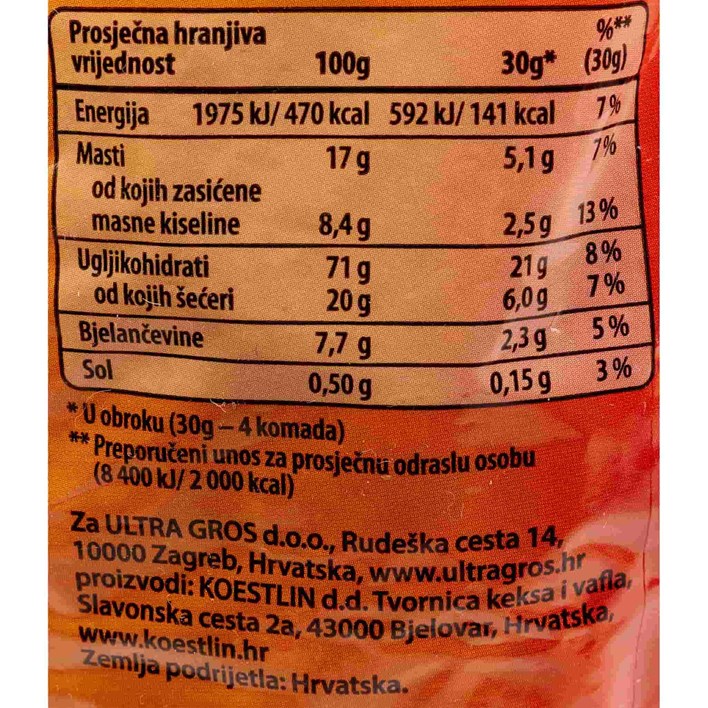 Prosječna hranjiva %**
vrijednost 100g 30g* (30g)
Energija 1975 kJ/ 470 kcal 592 kJ/ 141 kcal 7%
Masti 17 g 5,1 g 7%
od kojih zasićene
masne kiseline 8,4 g 2,5 g 13 %
Ugljikohidrati 71 g 21 g 8 %
od kojih šećeri 20 g 6,0 g 7 %
Bjelančevine 7,7 g 2,3 g 5 %
Sol 0,50 g 0,15 g 3 %
* U obroku (30g – 4 komada)
** Preporučeni unos za prosječnu odraslu osobu
(8 400 kJ/ 2 000 kcal)
Za ULTRA GROS d.o.o., Rudeška cesta 14,
10000 Zagreb, Hrvatska, www.ultragros.hr
proizvodi: KOESTLIN d.d. Tvornica keksa i vafla,
Slavonska cesta 2a, 43000 Bjelovar, Hrvatska,
www.koestlin.hr
Zemlja podrijetla: Hrvatska.